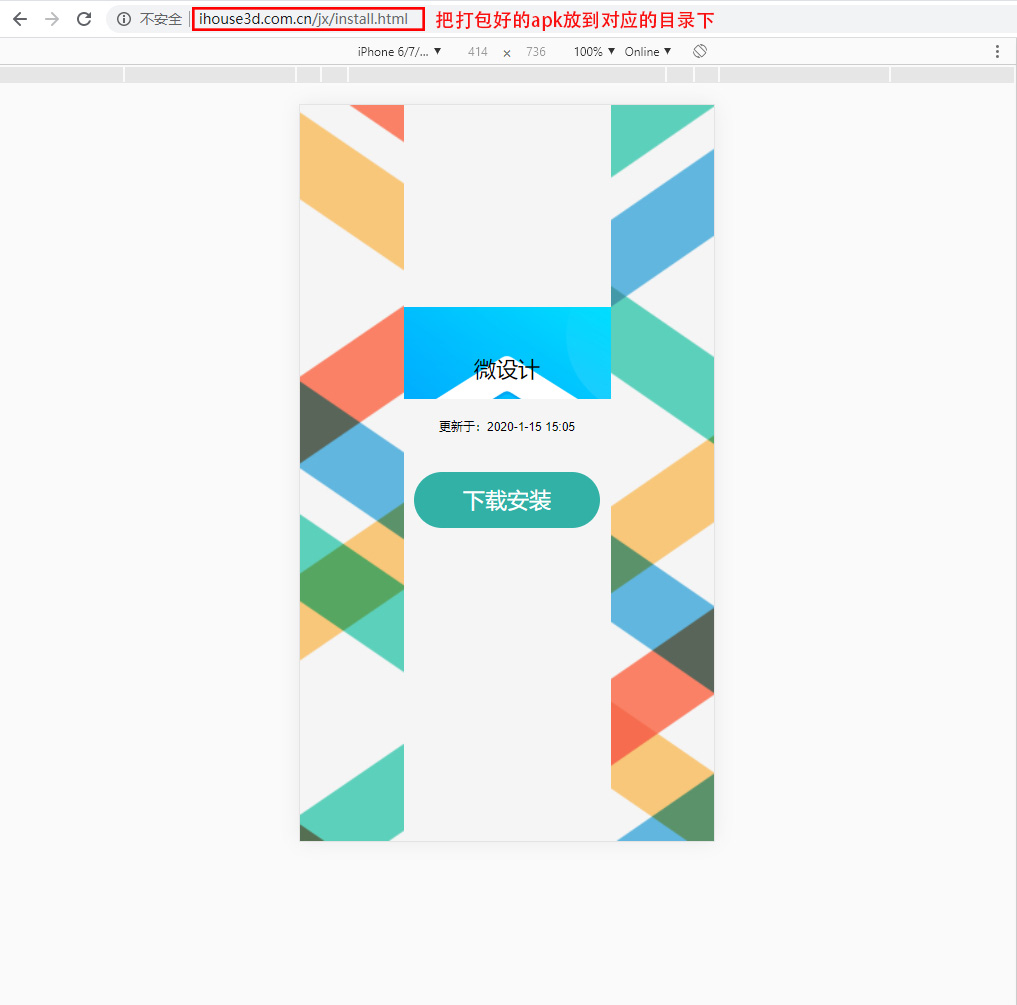 不安全 ihouse3d.com.cn/jx/install.html 把打包好的apk放到对应的目录下
iPhone 6/7/... ▼ 414 × 736 100% ▼ Online ▼
微设计
更新于：2020-1-15 15:05
下载安装